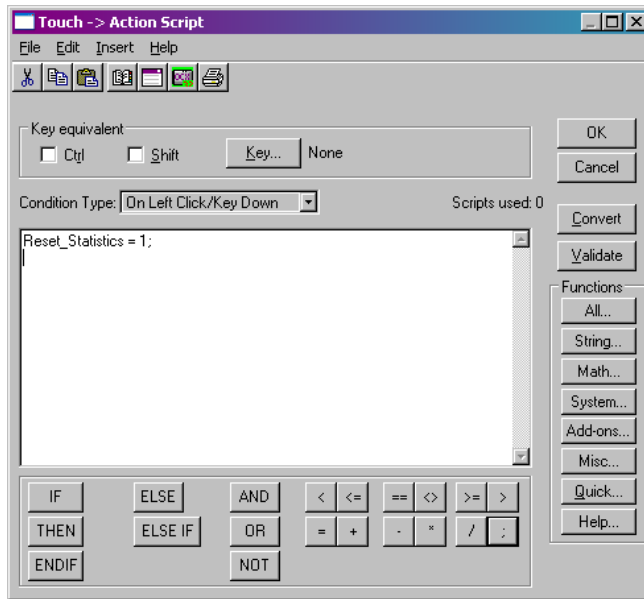 Touch -> Action Script
File Edit Insert Help
Key equivalent
Ctrl Shift Key... None
OK
Cancel
Condition Type: On Left Click/Key Down Scripts used: 0
Convert
Validate
Reset_Statistics = 1;
Functions
All...
String...
Math...
System...
Add-ons...
Misc...
Quick...
Help...
IF ELSE AND < <= == <> >= >
THEN ELSE IF OR = + - * / ;
ENDIF NOT